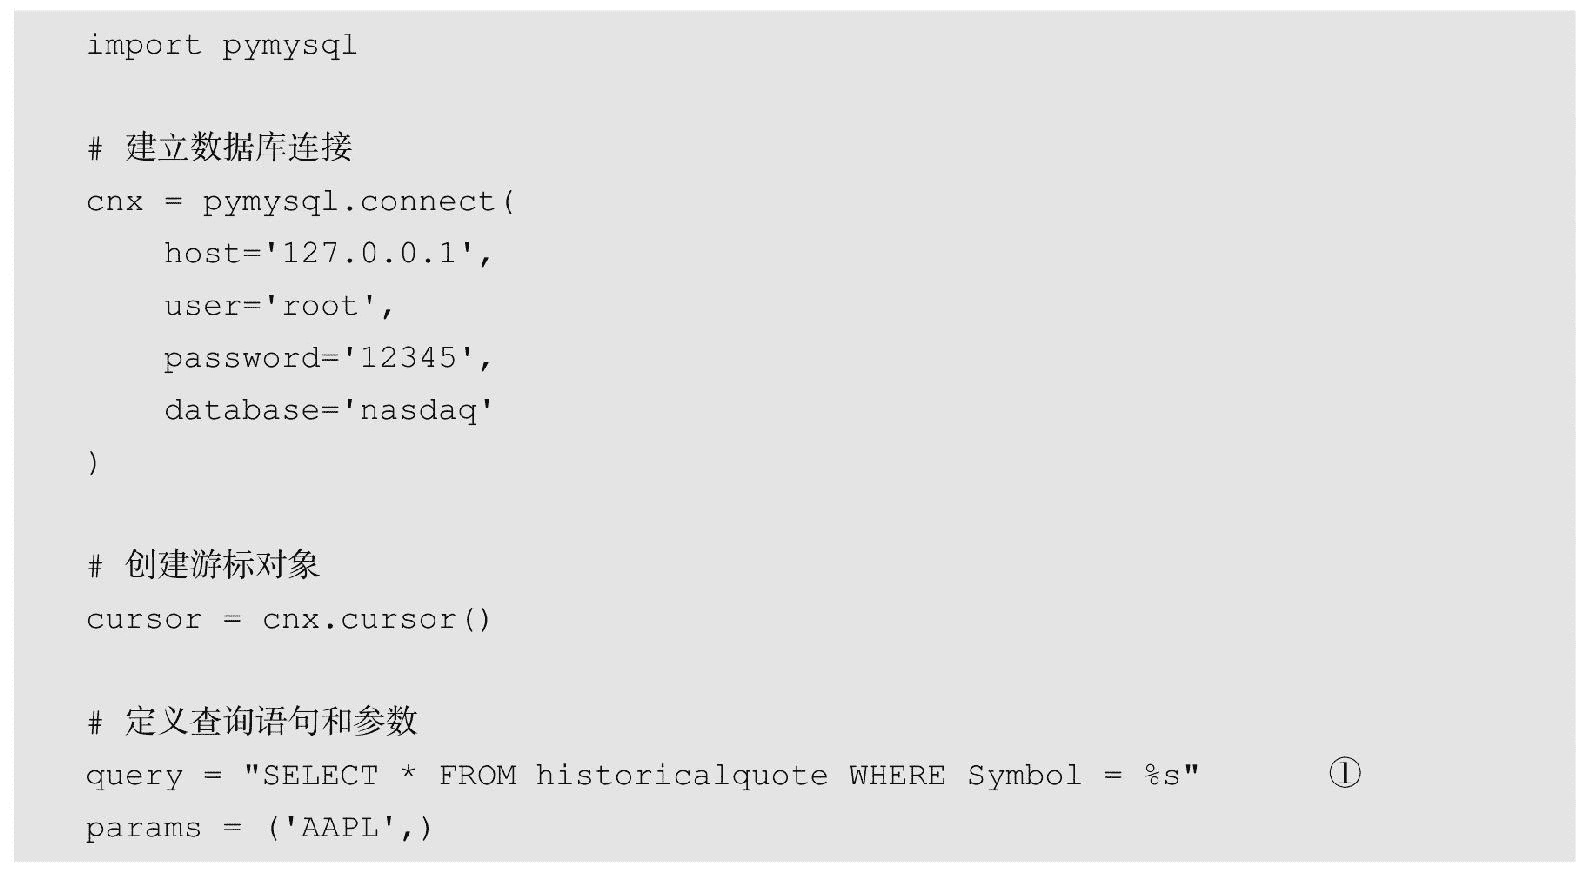 import pymysql
# 建立数据库连接
cnx = pymysql.connect(
    host='127.0.0.1',
    user='root',
    password='12345',
    database='nasdaq'
)
# 创建游标对象
cursor = cnx.cursor()
# 定义查询语句和参数
query = "SELECT * FROM historicalquote WHERE Symbol = %s" ①
params = ('AAPL',)